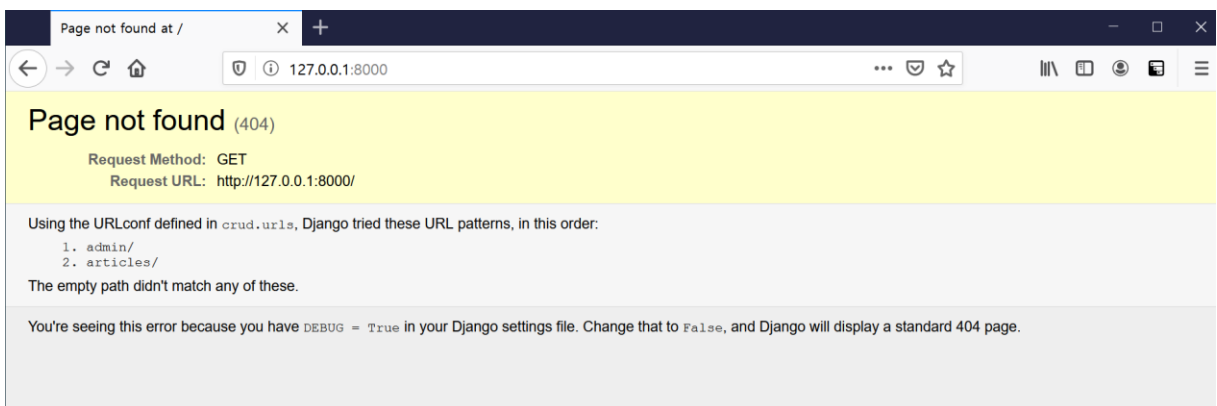 Page not found at /
127.0.0.1:8000
Page not found (404)
Request Method: GET
Request URL: http://127.0.0.1:8000/
Using the URLconf defined in crud.urls, Django tried these URL patterns, in this order:
1. admin/
2. articles/
The empty path didn't match any of these.
You're seeing this error because you have DEBUG = True in your Django settings file. Change that to False, and Django will display a standard 404 page.